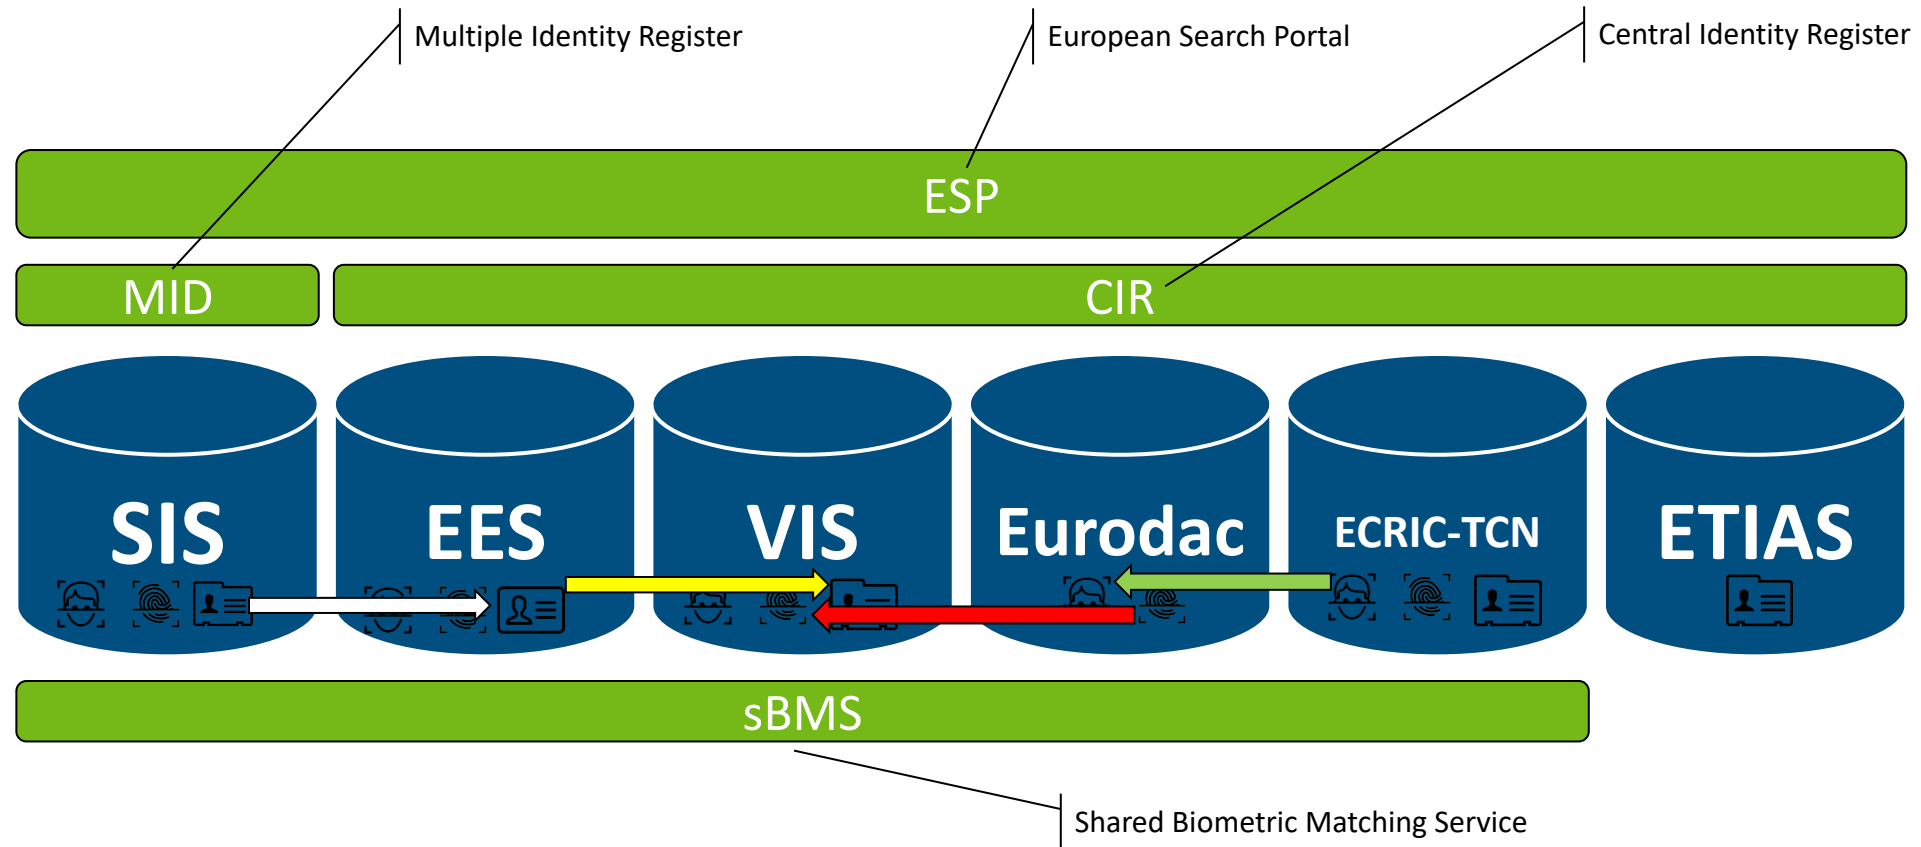 Multiple Identity Register
European Search Portal
Central Identity Register
ESP
MID
CIR
SIS
EES
VIS
Eurodac
ECRIC-TCN
ETIAS
sBMS
Shared Biometric Matching Service